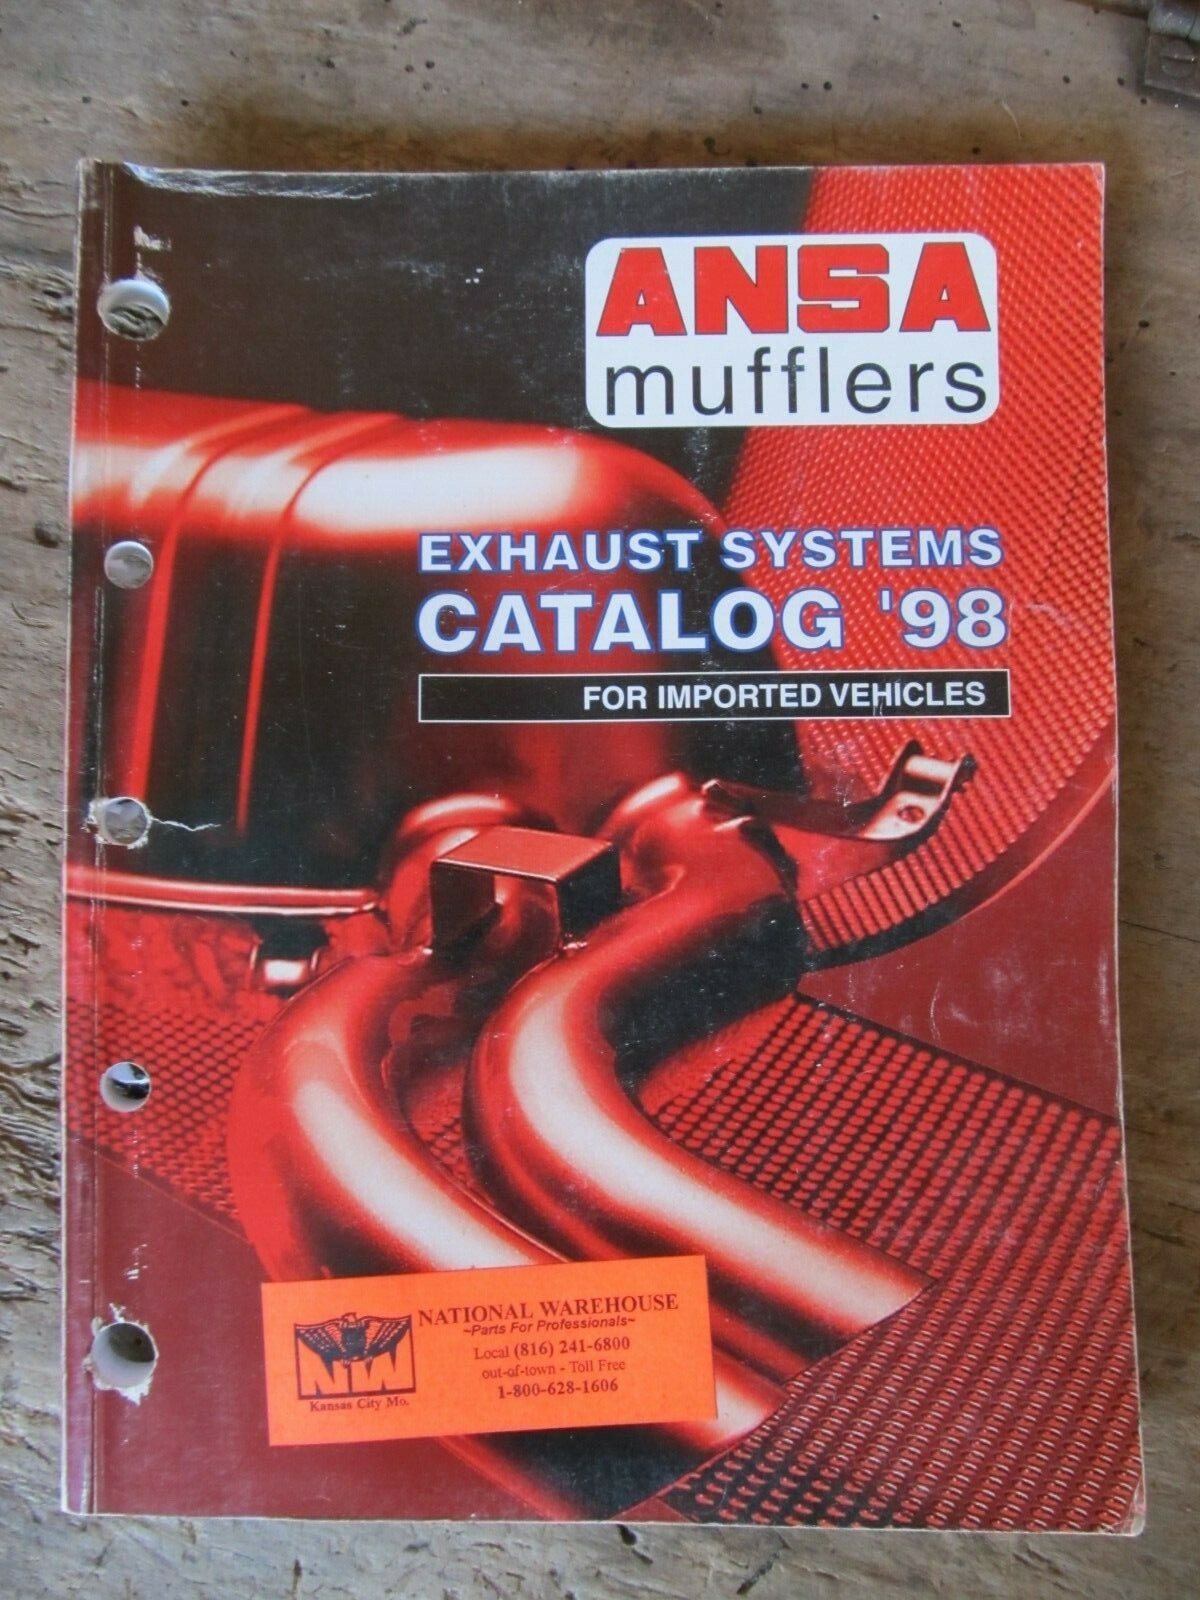 ANSA
mufflers
EXHAUST SYSTEMS
CATALOG '98
FOR IMPORTED VEHICLES
NATIONAL WAREHOUSE
~Parts For Professionals~
Local (816) 241-6800
out-of-town - Toll Free
1-800-628-1606
NW
Kansas City Mo.